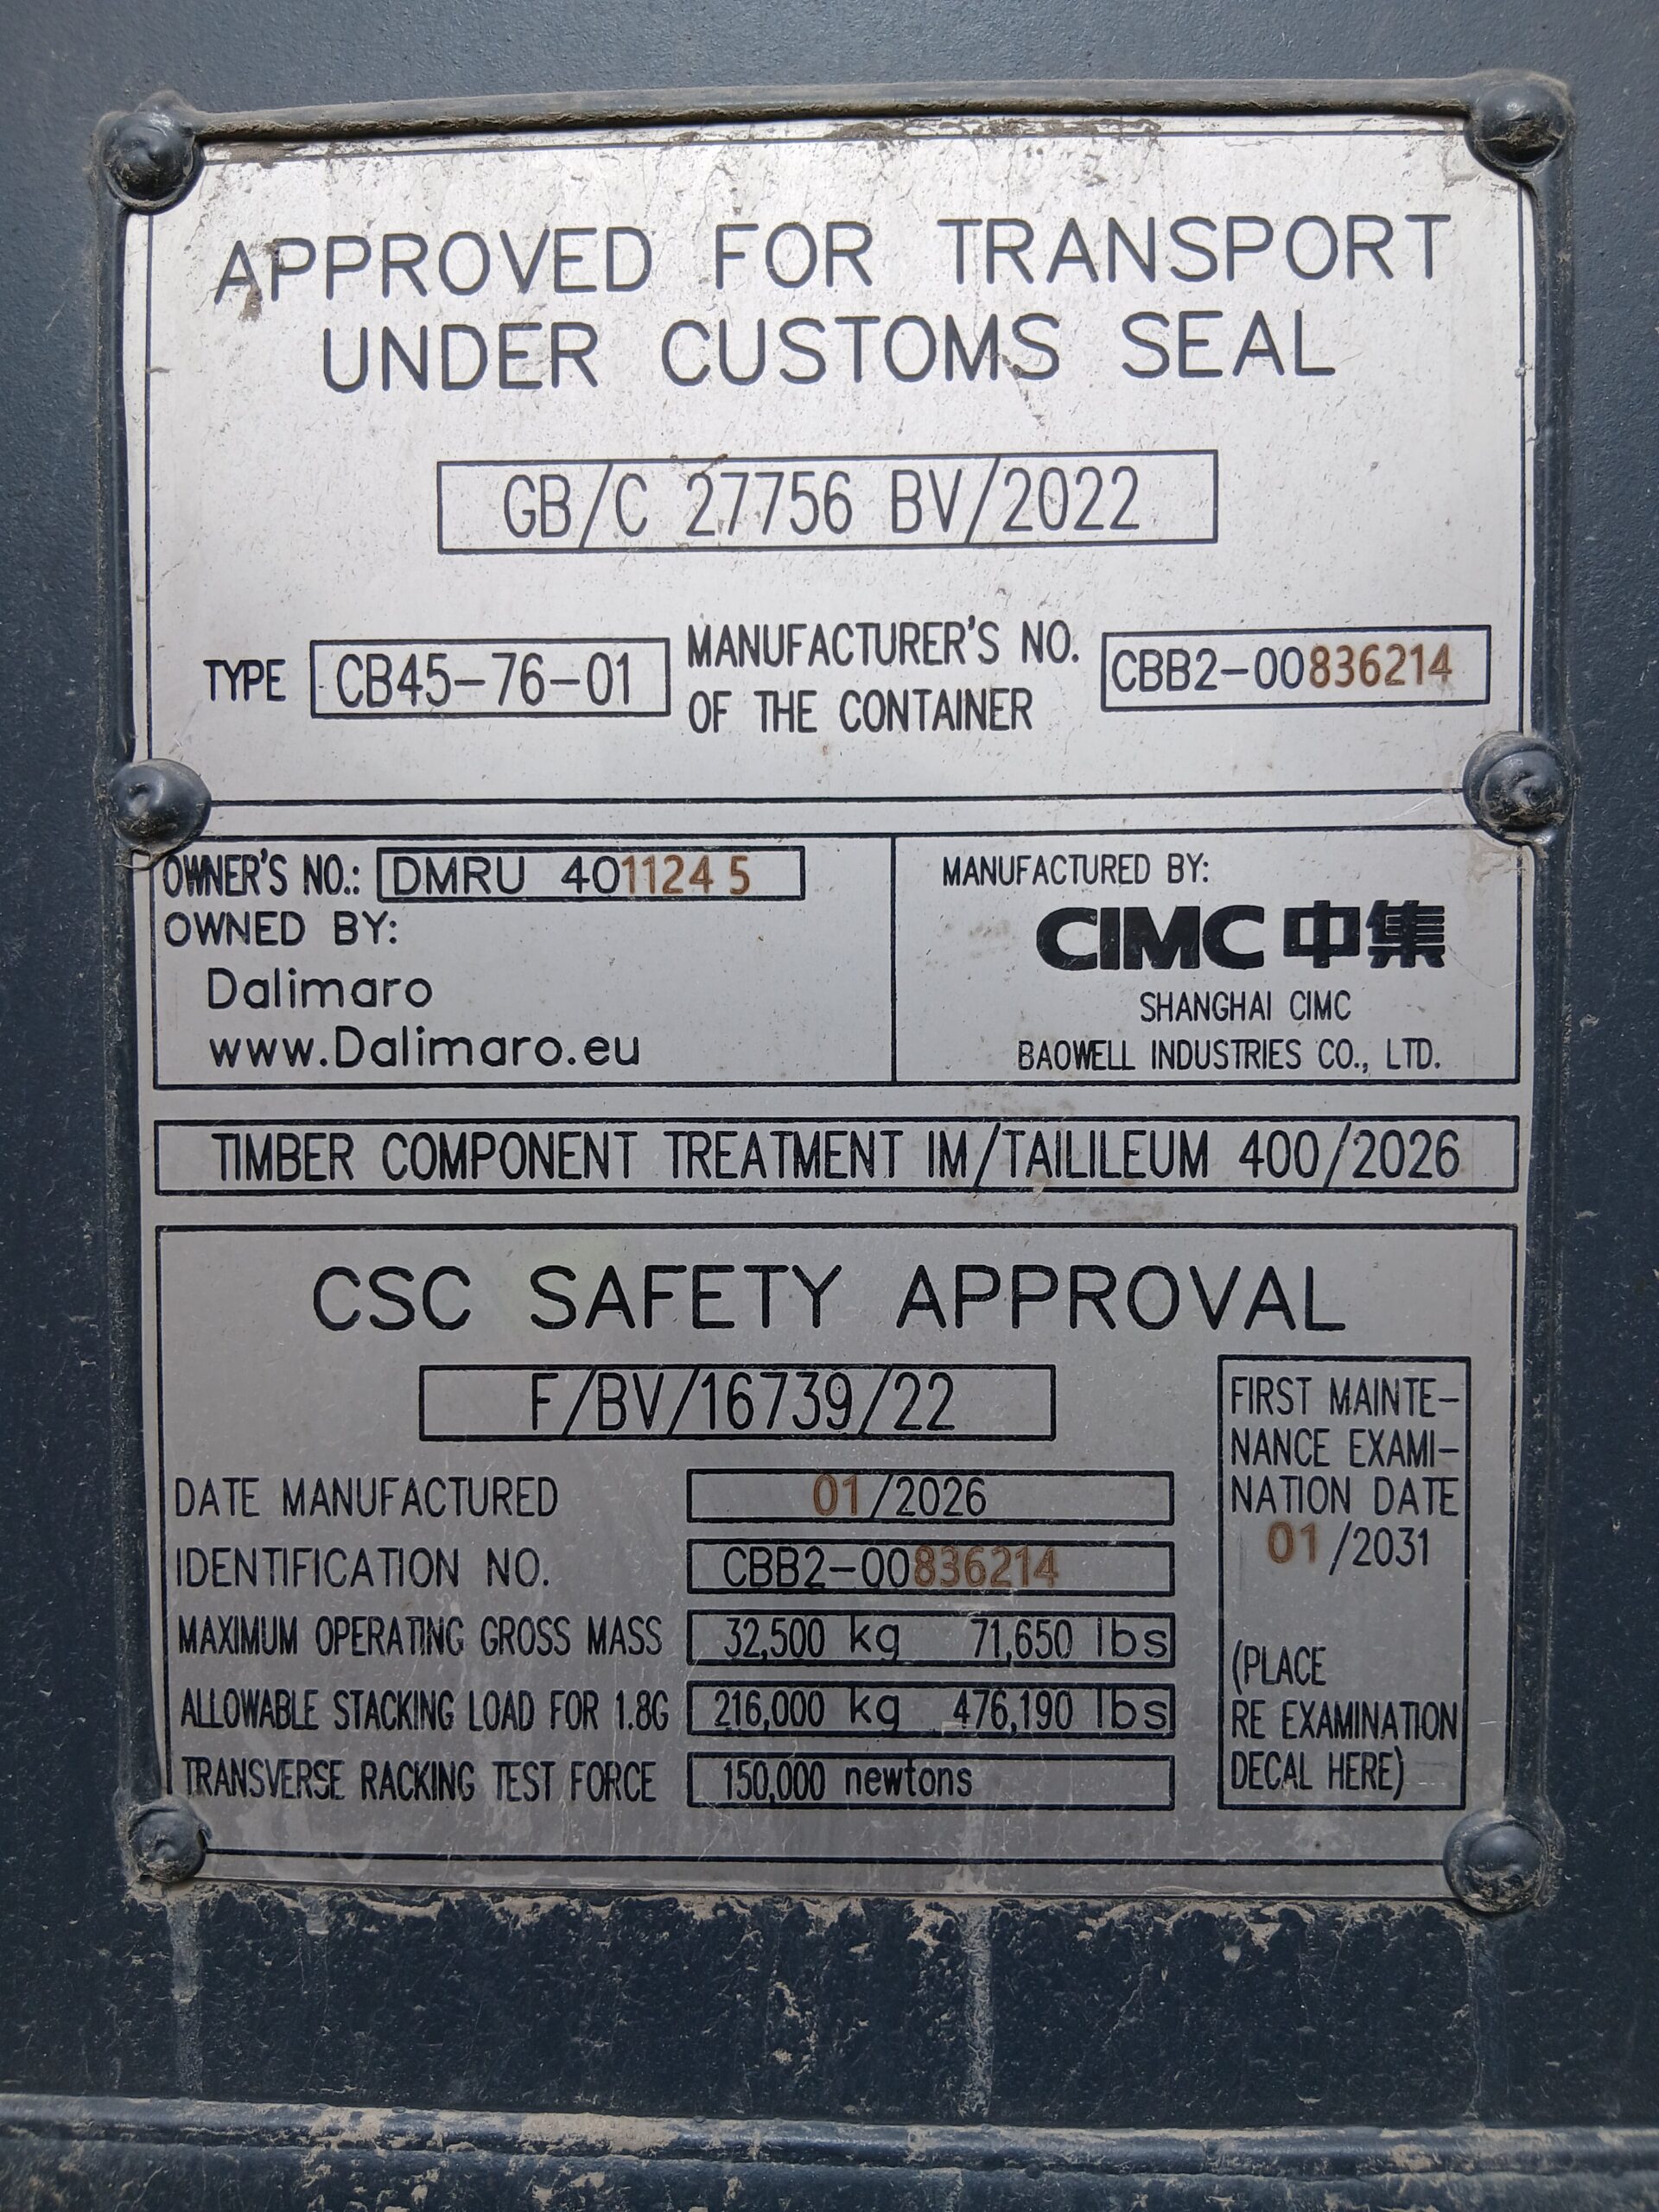 APPROVED FOR TRANSPORT
UNDER CUSTOMS SEAL
GB/C 27756 BV/2022
TYPE CB45-76-01
MANUFACTURER'S NO.
OF THE CONTAINER
CBB2-00836214
OWNER'S NO.: DMRU 4011245
OWNED BY:
Dalimaro
www.Dalimaro.eu
MANUFACTURED BY:
CIMC 中集
SHANGHAI CIMC
BAOWELL INDUSTRIES CO., LTD.
TIMBER COMPONENT TREATMENT IM/TAILILEUM 400/2026
CSC SAFETY APPROVAL
F/BV/16739/22
DATE MANUFACTURED 01/2026
IDENTIFICATION NO. CBB2-00836214
MAXIMUM OPERATING GROSS MASS 32,500 kg 71,650 lbs
ALLOWABLE STACKING LOAD FOR 1.8G 216,000 kg 476,190 lbs
TRANSVERSE RACKING TEST FORCE 150,000 newtons
FIRST MAINTE-
NANCE EXAMI-
NATION DATE
01/2031
(PLACE
RE EXAMINATION
DECAL HERE)